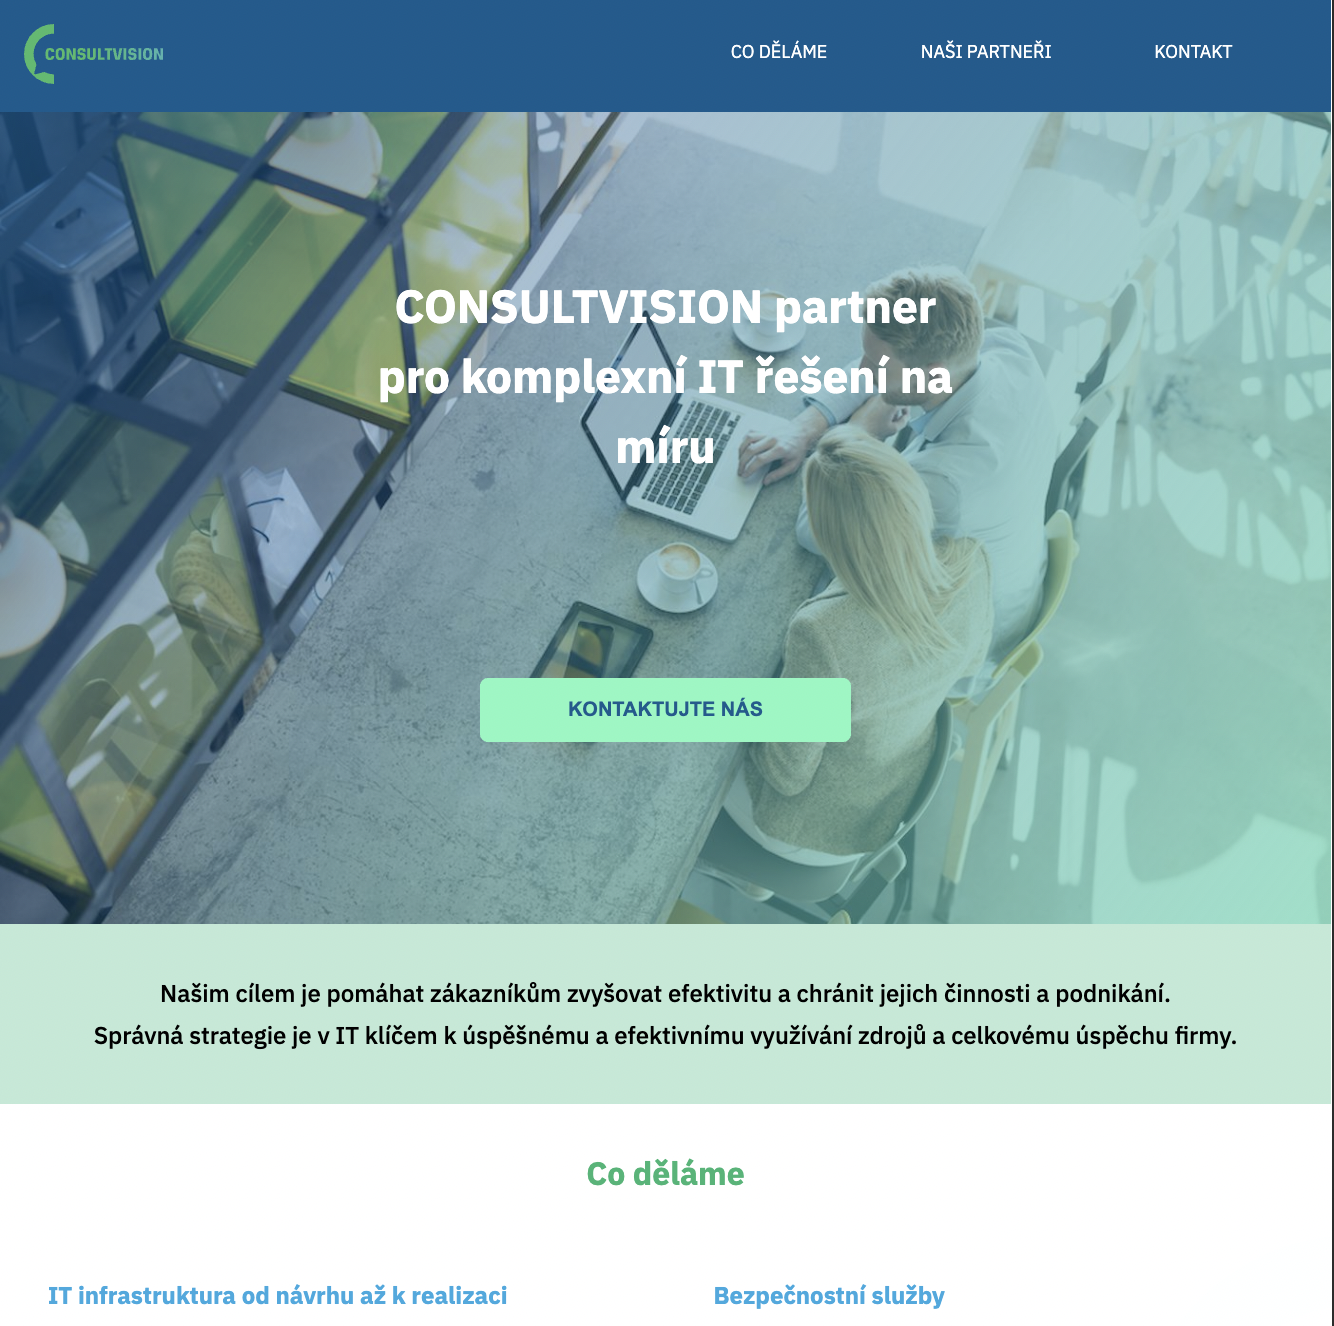 CONSULTVISION
CO DĚLÁME
NAŠI PARTNEŘI
KONTAKT
CONSULTVISION partner
pro komplexní IT řešení na
míru
KONTAKTUJTE NÁS
Našim cílem je pomáhat zákazníkům zvyšovat efektivitu a chránit jejich činnosti a podnikání.
Správná strategie je v IT klíčem k úspěšnému a efektivnímu využívání zdrojů a celkovému úspěchu firmy.
Co děláme
IT infrastruktura od návrhu až k realizaci
Bezpečnostní služby